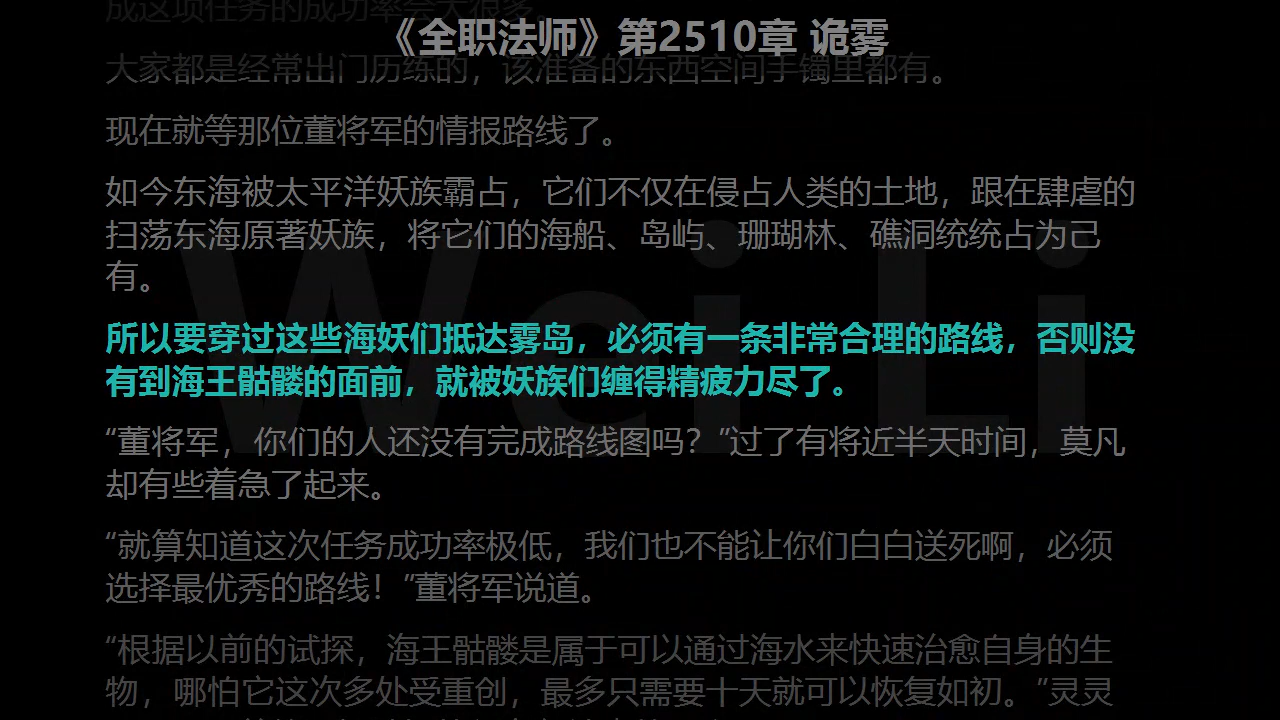 成这项任务的成功率会大很多。
《全职法师》第2510章 诡雾
大家都是经常出门历练的，该准备的东西空间手镯里都有。
现在就等那位董将军的情报路线了。
如今东海被太平洋妖族霸占，它们不仅在侵占人类的土地，跟在肆虐的
扫荡东海原著妖族，将它们的海船、岛屿、珊瑚林、礁洞统统占为己
有。
Wei Li
所以要穿过这些海妖们抵达雾岛，必须有一条非常合理的路线，否则没
有到海王骷髅的面前，就被妖族们缠得精疲力尽了。
“董将军，你们的人还没有完成路线图吗？”过了有将近半天时间，莫凡
却有些着急了起来。
“就算知道这次任务成功率极低，我们也不能让你们白白送死啊，必须
选择最优秀的路线！”董将军说道。
“根据以前的试探，海王骷髅是属于可以通过海水来快速治愈自身的生
物，哪怕它这次多处受重创，最多只需要十天就可以恢复如初。”灵灵